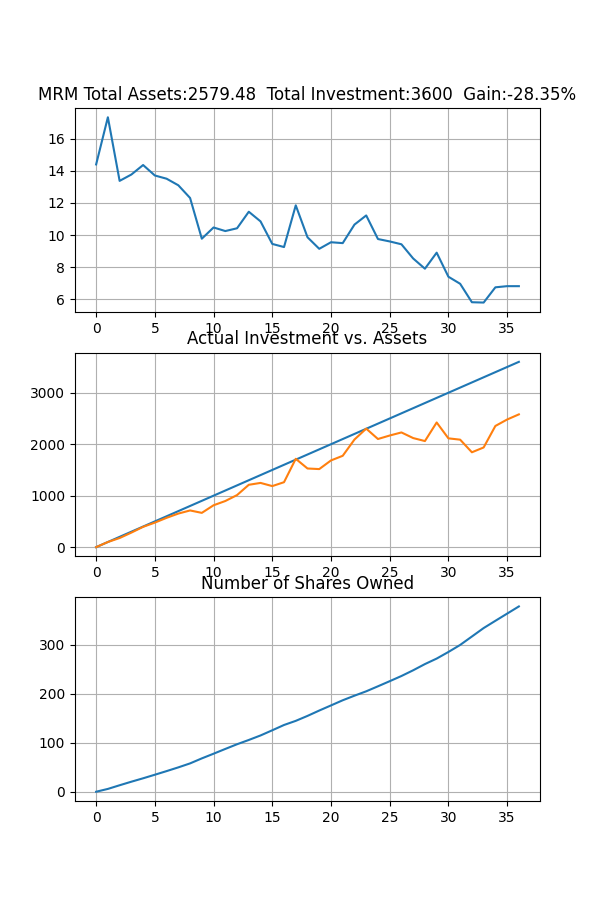 MRM Total Assets:2579.48  Total Investment:3600  Gain:-28.35%
16
14
12
10
8
6
0 5 10 15 20 25 30 35
Actual Investment vs. Assets
3000
2000
1000
0
0 5 10 15 20 25 30 35
Number of Shares Owned
300
200
100
0
0 5 10 15 20 25 30 35